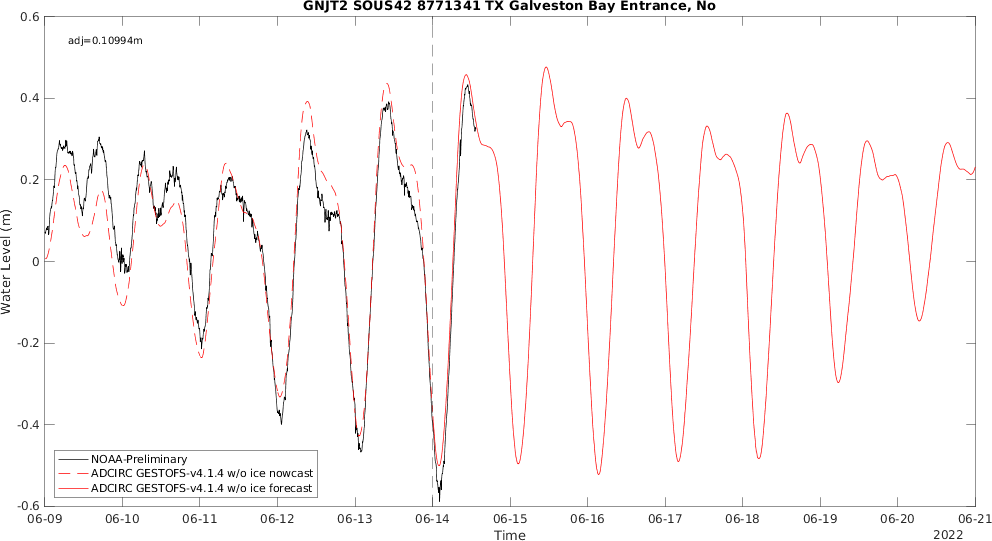 GNJT2 SOUS42 8771341 TX Galveston Bay Entrance, No
adj=0.10994m
Water Level (m)
0.6
0.4
0.2
0
-0.2
-0.4
-0.6
NOAA-Preliminary
ADCIRC GESTOFS-v4.1.4 w/o ice nowcast
ADCIRC GESTOFS-v4.1.4 w/o ice forecast
06-09 06-10 06-11 06-12 06-13 06-14 06-15 06-16 06-17 06-18 06-19 06-20 06-21
Time
2022